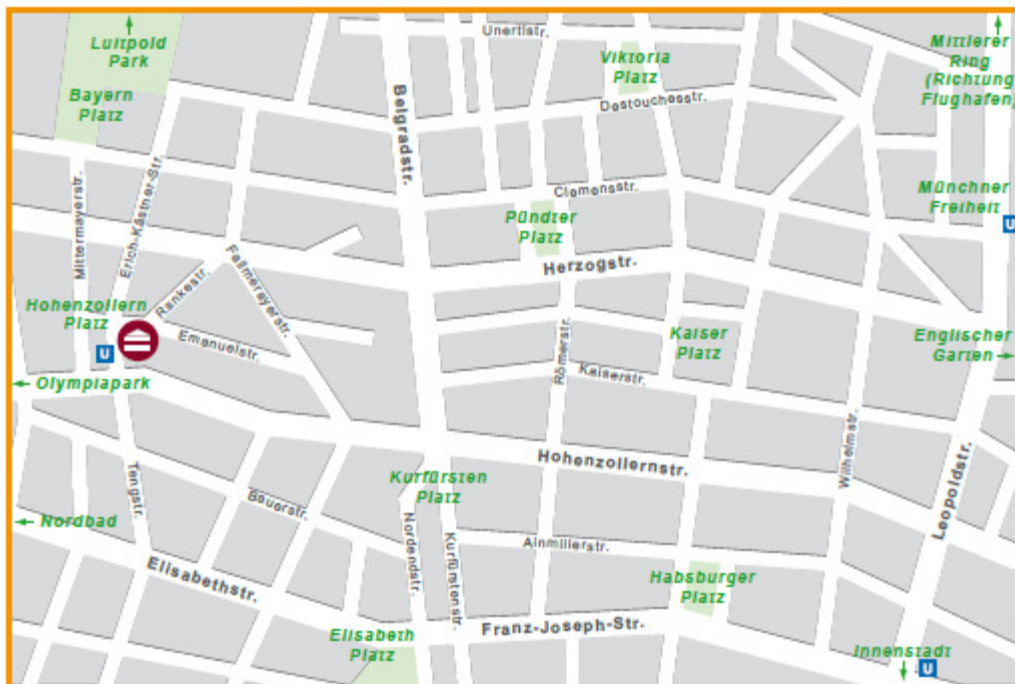 Unertlstr.
Luitpold
Park
Viktoria
Platz
Mittlerer
Ring
(Richtung
Flughafen)
Bayern
Platz
Belgradstr.
Destouchesstr.
Mittermayerstr.
Erich-Kästner-Str.
Clemensstr.
Münchner
Freiheit
U
Pündter
Platz
Herzogstr.
Rankestr.
Fallmerayerstr.
Hohenzollern
Platz
U
Emanuelstr.
Römerstr.
Kaiser
Platz
Englischer
Garten
Kaiserstr.
Olympiapark
Wilhelmstr.
Hohenzollernstr.
Leopoldstr.
Tengstr.
Kurfürsten
Platz
Bauerstr.
Nordbad
Nordendstr.
Kurfürstenstr.
Ainmillerstr.
Elisabethstr.
Habsburger
Platz
Elisabeth
Platz
Franz-Joseph-Str.
Innenstadt
U